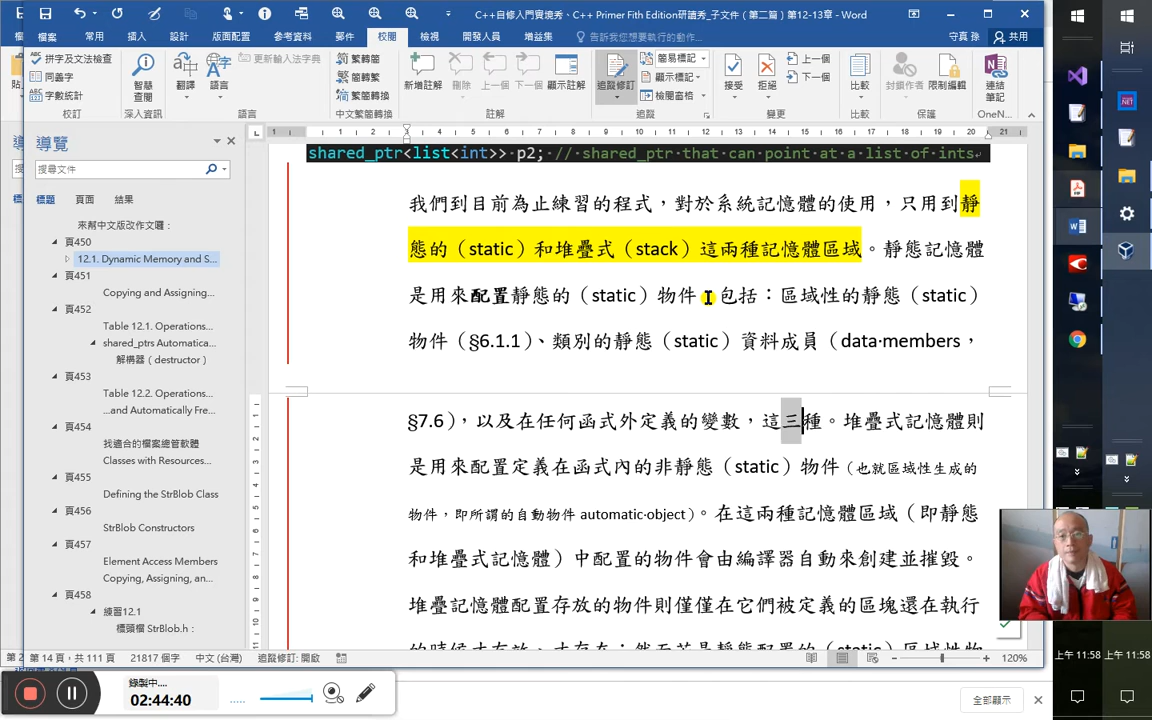 C++自修入門實境秀、C++ Primer Fith Edition研讀秀_子文件（第二篇）第12-13章 - Word
檔案 常用 插入 設計 版面配置 參考資料 郵件 校閱 檢視 開發人員 增益集 告訴我您想要執行的動作... 守真 孫 共用
拼字及文法檢查
同義字
字數統計
校訂
智慧查閱
深入資訊
翻譯 語言
更新輸入法字典
語言
繁轉簡
簡轉繁
繁簡轉換
中文繁簡轉換
新增註解 刪除 上一個 下一個 顯示註解
註解
追蹤修訂
簡易標記
顯示標記
檢閱窗格
追蹤
接受 拒絕
上一個
下一個
變更
比較
比較
封鎖作者 限制編輯
保護
連結筆記
OneN...
導覽
搜尋文件
標題 頁面 結果
來幫中文版改作文囉：
頁450
12.1. Dynamic Memory and S...
頁451
Copying and Assigning...
頁452
Table 12.1. Operations...
shared_ptrs Automatica...
解構器（destructor）
頁453
Table 12.2. Operations...
...and Automatically Fre...
頁454
找適合的檔案總管軟體
Classes with Resources...
頁455
Defining the StrBlob Class
頁456
StrBlob Constructors
頁457
Element Access Members
Copying, Assigning, an...
頁458
練習12.1
標頭檔 StrBlob.h：
shared_ptr<list<int>> p2; // shared_ptr that can point at a list of ints
我們到目前為止練習的程式，對於系統記憶體的使用，只用到靜
態的（static）和堆疊式（stack）這兩種記憶體區域。靜態記憶體
是用來配置靜態的（static）物件 包括：區域性的靜態（static）
物件（§6.1.1）、類別的靜態（static）資料成員（data members，
§7.6），以及在任何函式外定義的變數，這三種。堆疊式記憶體則
是用來配置定義在函式內的非靜態（static）物件（也就區域性生成的
物件，即所謂的自動物件 automatic object）。在這兩種記憶體區域（即靜態
和堆疊式記憶體）中配置的物件會由編譯器自動來創建並摧毀。
堆疊記憶體配置存放的物件則僅僅在它們被定義的區塊還在執行
第 14 頁，共 111 頁 21817 個字 中文 (台灣) 追蹤修訂: 開啟 120%
錄製中....
02:44:40
全部顯示
上午 11:58 上午 11:58